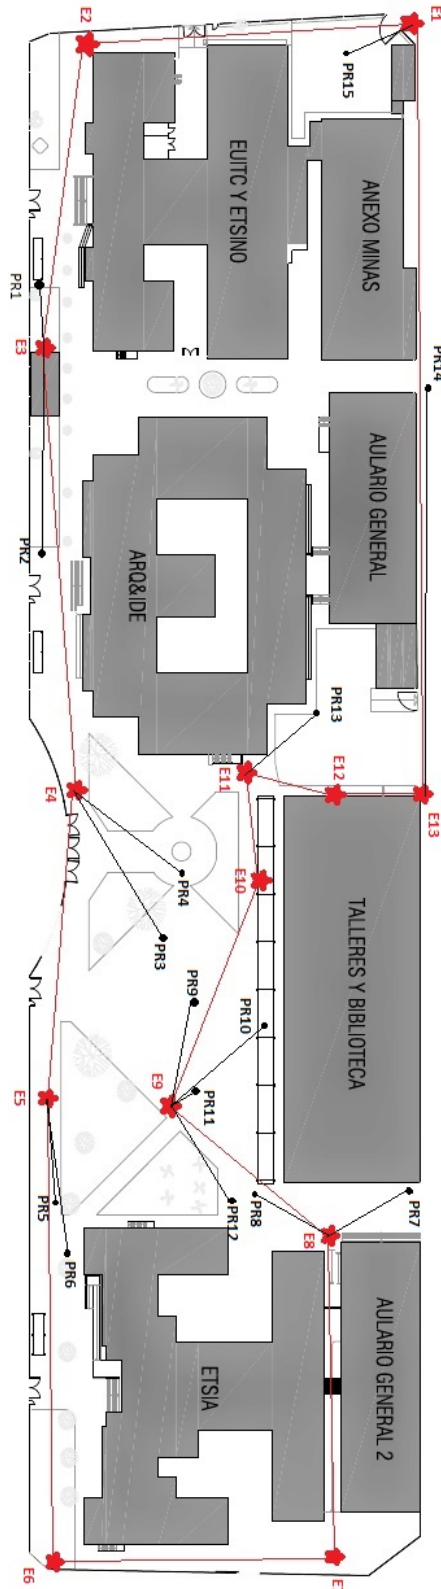 E1
E2
PR15
EUITC Y ETSINO
ANEXO MINAS
PR1
E3
PR14
AULARIO GENERAL
ARQ&IDE
PR2
PR13
E11
E12
E13
E4
E10
PR4
PR3
TALLERES Y BIBLIOTECA
PR9
PR10
E9
PR11
E5
PR5
PR12
PR8
PR7
PR6
E8
AULARIO GENERAL 2
ETSIA
E6